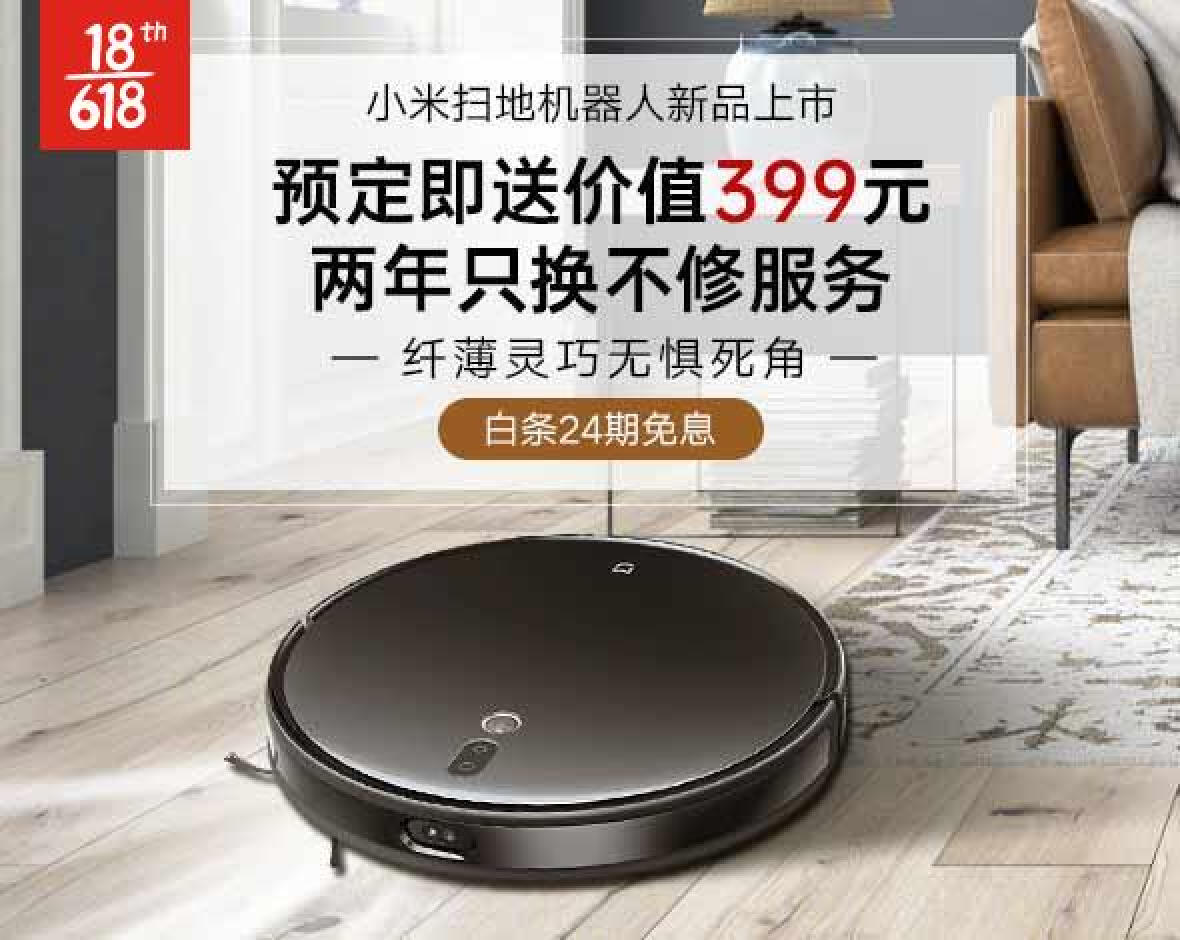 18th
618
小米扫地机器人新品上市
预定即送价值399元
两年只换不修服务
— 纤薄灵巧无惧死角 —
白条24期免息